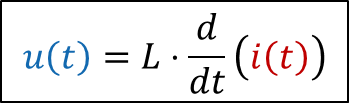 u(t) = L · d/dt (i(t))